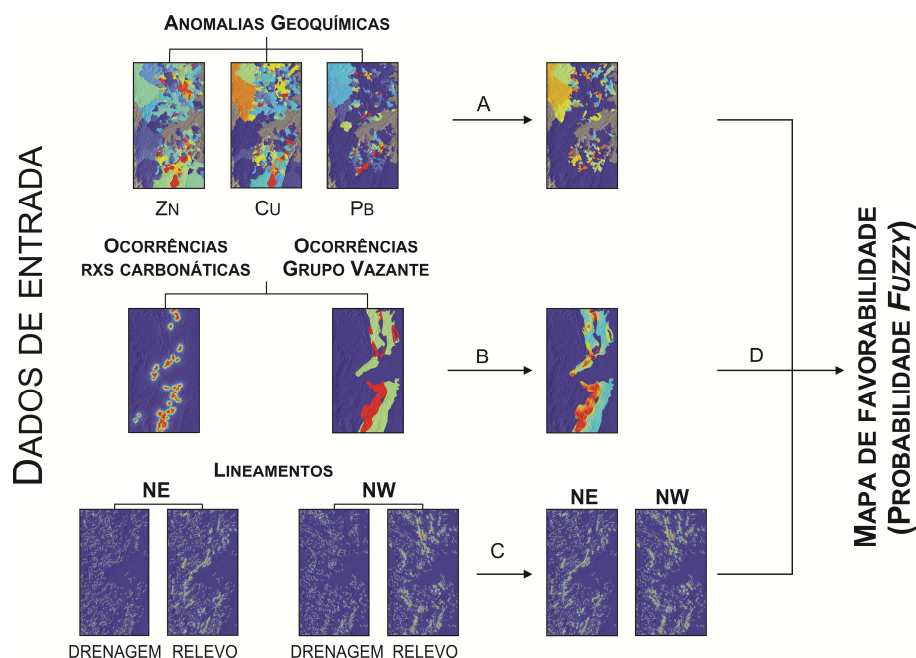 DADOS DE ENTRADA
ANOMALIAS GEOQUÍMICAS
A
ZN
CU
PB
OCORRÊNCIAS
RXS CARBONÁTICAS
OCORRÊNCIAS
GRUPO VAZANTE
B
D
LINEAMENTOS
NE
NW
C
NE
NW
DRENAGEM
RELEVO
DRENAGEM
RELEVO
MAPA DE FAVORABILIDADE
(PROBABILIDADE FUZZY)